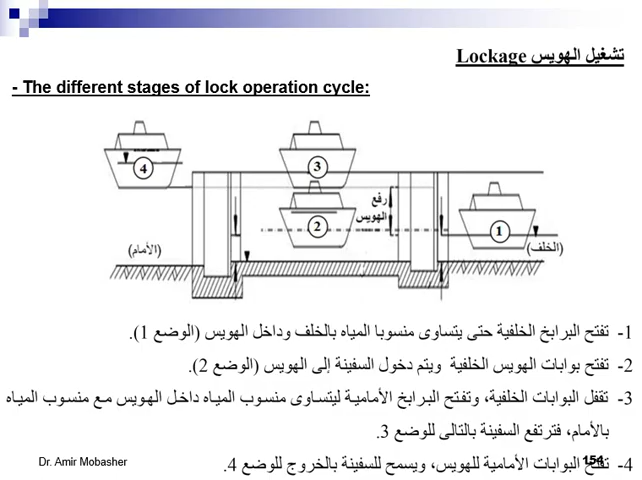 تشغيل الهويس Lockage
- The different stages of lock operation cycle:
4
3
رفع
الهويس
2
1
(الأمام)
(الخلف)
1- تفتح البرابخ الخلفية حتى يتساوى منسوبا المياه بالخلف وداخل الهويس (الوضع 1).
2- تفتح بوابات الهويس الخلفية ويتم دخول السفينة إلى الهويس (الوضع 2).
3- تقفل البوابات الخلفية، وتفتح البرابخ الأمامية ليتساوى منسوب المياه داخل الهويس مع منسوب المياه
بالأمام، فترتفع السفينة بالتالى للوضع 3.
4- تفتح البوابات الأمامية للهويس، ويسمح للسفينة بالخروج للوضع 4.
Dr. Amir Mobasher
154